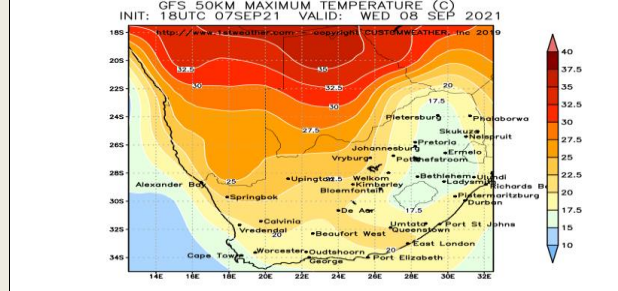 GFS 50KM MAXIMUM TEMPERATURE (C)
INIT: 18UTC 07SEP21 VALID: WED 08 SEP 2021
http://www.1stweather.com -- copyright CUSTOMWEATHER, Inc 2019
18S
20S
22S
24S
26S
28S
30S
32S
34S
14E 16E 18E 20E 22E 24E 26E 28E 30E 32E
32.5
35
30
32.5
30
27.5
25
22.5
20
17.5
17.5
20
20
Pietersburg
Phalaborwa
Skukuza
Nelspruit
Pretoria
Johannesburg
Ermelo
Vryburg
Potchefstroom
Alexander Bay
Upington
Welkom
Bethlehem
Ulundi
Kimberley
Ladysmith
Bloemfontein
Richards Ba
Springbok
Pietermaritzburg
De Aar
Durban
Calvinia
Umtata
Port St Johns
Vredendal
Beaufort West
Queenstown
East London
Cape Town
Worcester
Oudtshoorn
George
Port Elizabeth
40
37.5
35
32.5
30
27.5
25
22.5
20
17.5
15
10